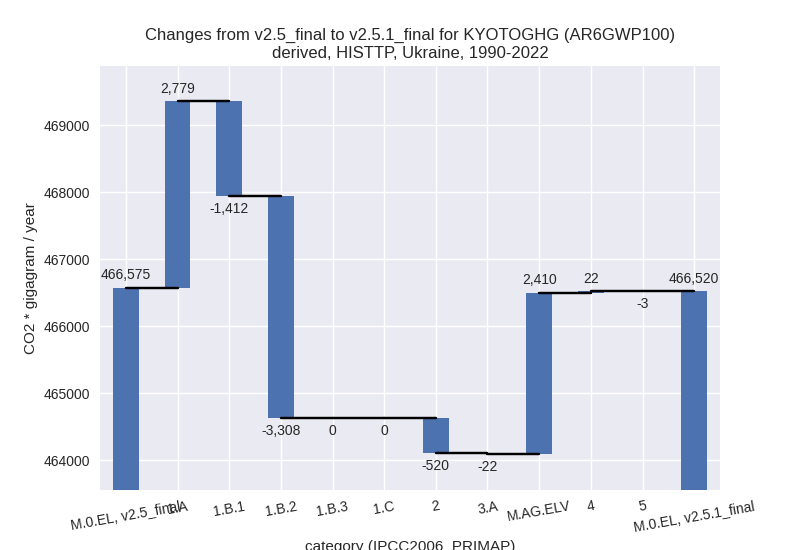 Changes from v2.5_final to v2.5.1_final for KYOTOGHG (AR6GWP100)
derived, HISTTP, Ukraine, 1990-2022
CO2 * gigagram / year
469000
468000
467000
466000
465000
464000
466,575
2,779
-1,412
-3,308
0
0
-520
-22
2,410
22
-3
466,520
M.0.EL, v2.5_final
1.A
1.B.1
1.B.2
1.B.3
1.C
2
3.A
M.AG.ELV
4
5
M.0.EL, v2.5.1_final
category (IPCC2006_PRIMAP)